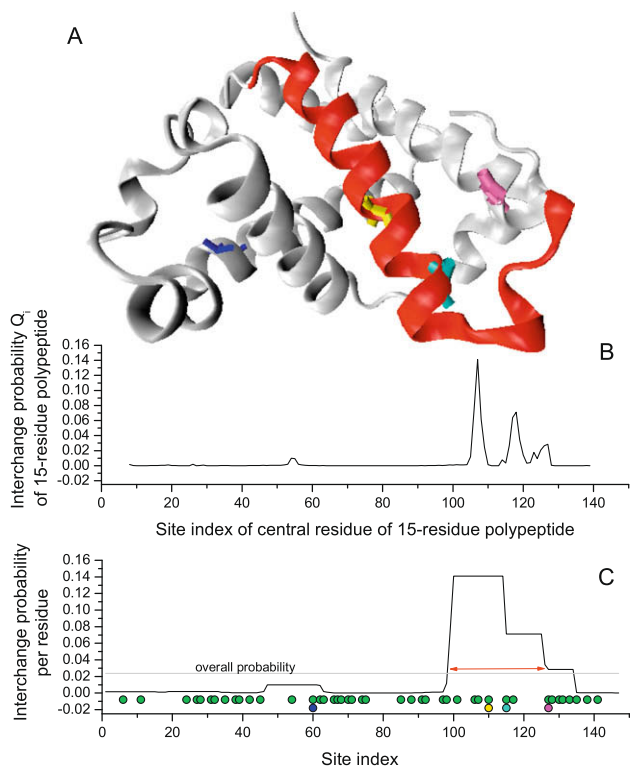 A
Interchange probability Qi
of 15-residue polypeptide
B
0.16
0.14
0.12
0.10
0.08
0.06
0.04
0.02
0.00
-0.02
0 20 40 60 80 100 120 140
Site index of central residue of 15-residue polypeptide
Interchange probability
per residue
C
0.16
0.14
0.12
0.10
0.08
0.06
0.04
0.02
0.00
-0.02
overall probability
0 20 40 60 80 100 120 140
Site index